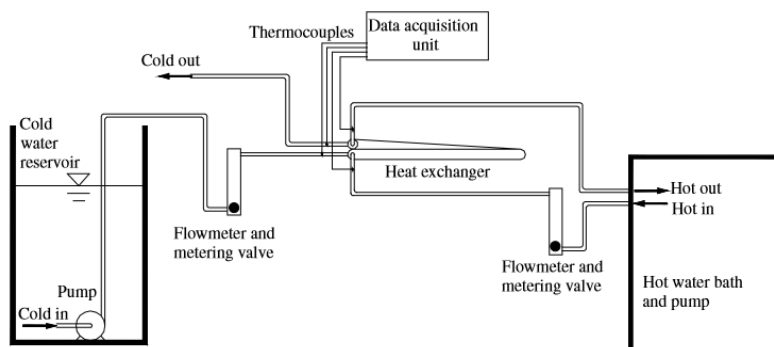 Data acquisition
unit
Thermocouples
Cold out
Cold
water
reservoir
Heat exchanger
Hot out
Hot in
Flowmeter and
metering valve
Flowmeter and
metering valve
Hot water bath
and pump
Pump
Cold in